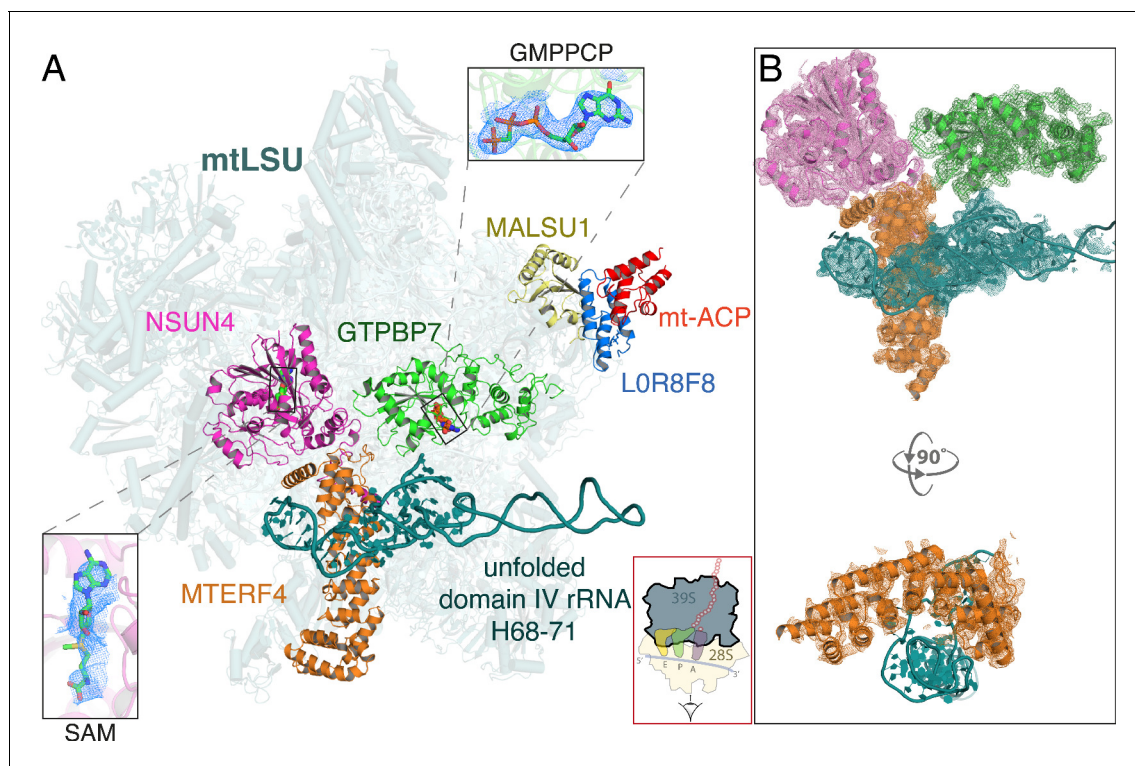 A
B
GMPPCP
mtLSU
MALSU1
NSUN4
GTPBP7
mt-ACP
L0R8F8
MTERF4
unfolded
domain IV rRNA
H68-71
SAM
39S
28S
5'
E P A
3'
90°